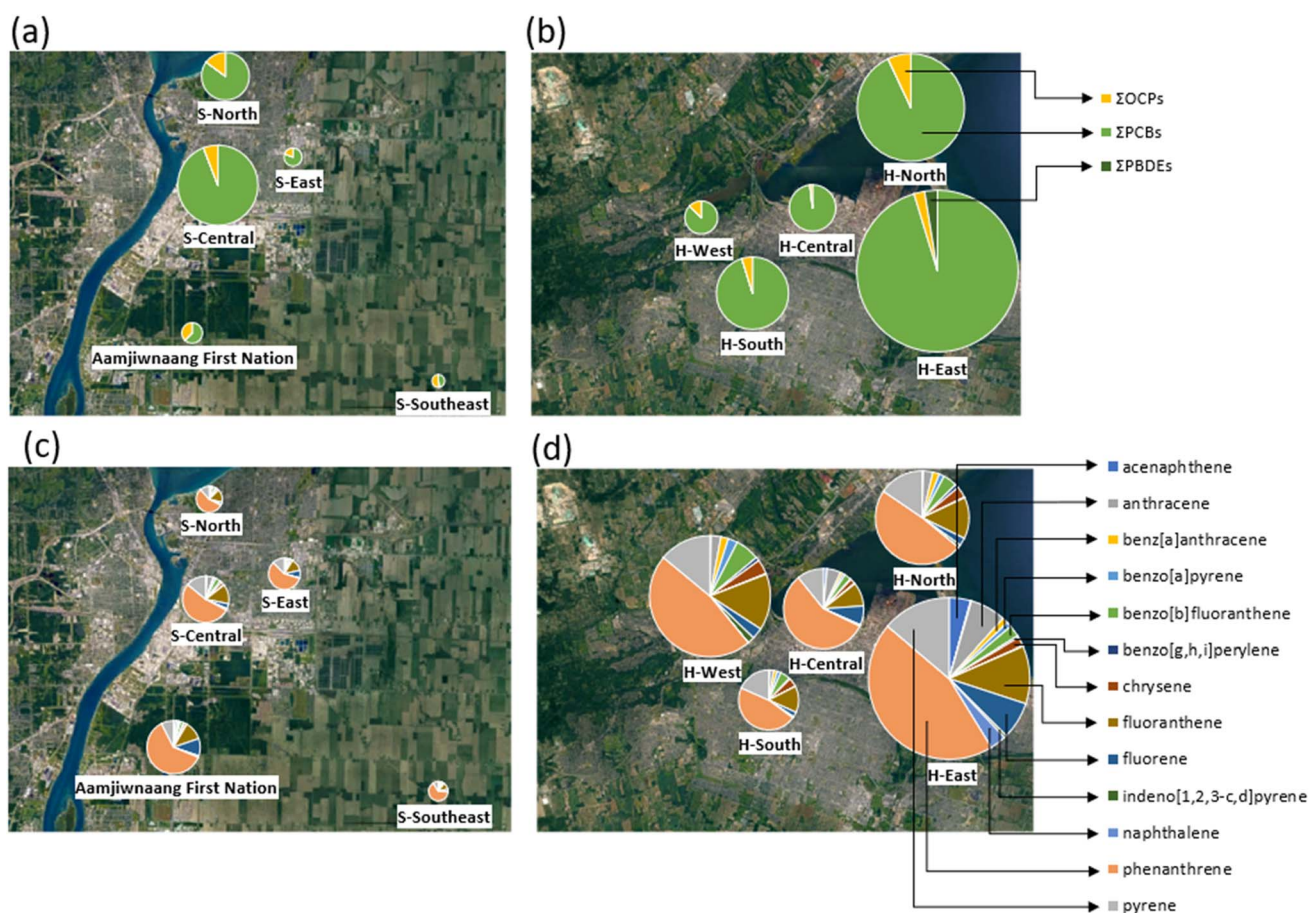 (a)
S-North
S-East
S-Central
Aamjiwnaang First Nation
S-Southeast
(b)
H-North
H-West
H-Central
H-South
H-East
ΣOCPs
ΣPCBs
ΣPBDEs
(c)
S-North
S-East
S-Central
Aamjiwnaang First Nation
S-Southeast
(d)
H-North
H-West
H-Central
H-South
H-East
acenaphthene
anthracene
benz[a]anthracene
benzo[a]pyrene
benzo[b]fluoranthene
benzo[g,h,i]perylene
chrysene
fluoranthene
fluorene
indeno[1,2,3-c,d]pyrene
naphthalene
phenanthrene
pyrene